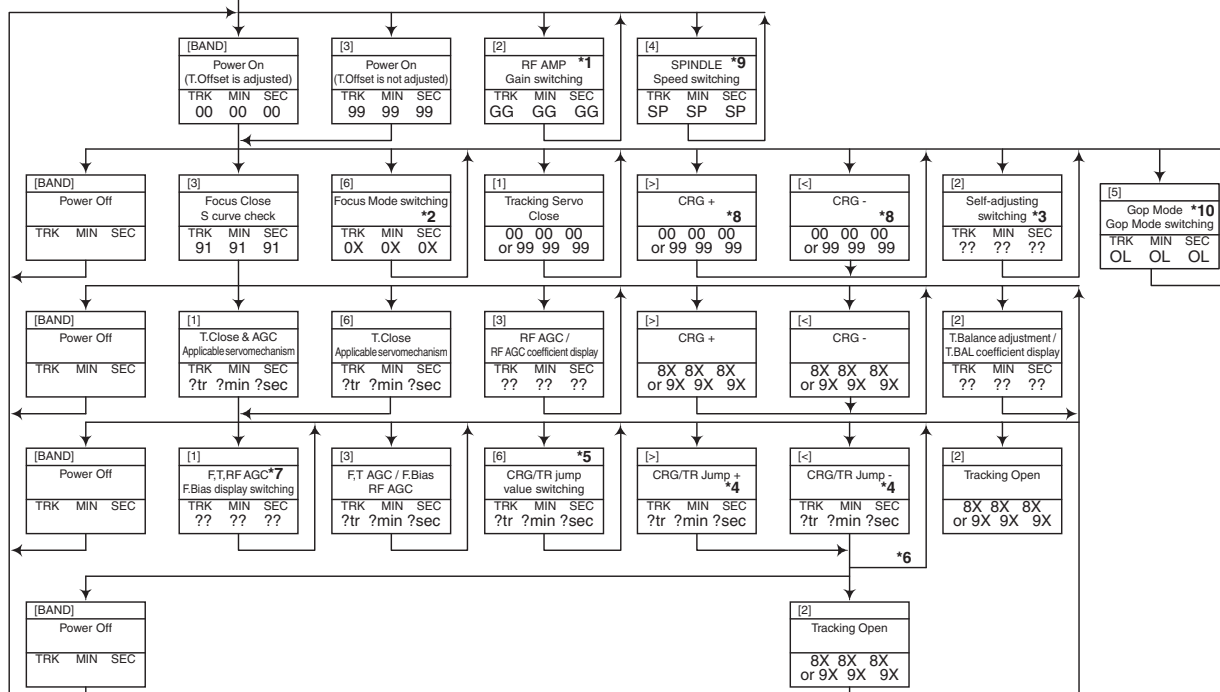 [BAND]
Power On
(T.Offset is adjusted)
TRK MIN SEC
00 00 00
[3]
Power On
(T.Offset is not adjusted)
TRK MIN SEC
99 99 99
[2]
RF AMP *1
Gain switching
TRK MIN SEC
GG GG GG
[4]
SPINDLE *9
Speed switching
TRK MIN SEC
SP SP SP
[BAND]
Power Off
TRK MIN SEC
[3]
Focus Close
S curve check
TRK MIN SEC
91 91 91
[6]
Focus Mode switching
*2
TRK MIN SEC
0X 0X 0X
[1]
Tracking Servo
Close
00 00 00
or 99 99 99
[>]
CRG +
*8
00 00 00
or 99 99 99
[<]
CRG -
*8
00 00 00
or 99 99 99
[2]
Self-adjusting
switching *3
TRK MIN SEC
?? ?? ??
[5]
Gop Mode *10
Gop Mode switching
TRK MIN SEC
OL OL OL
[BAND]
Power Off
TRK MIN SEC
[1]
T.Close & AGC
Applicable servomechanism
TRK MIN SEC
?tr ?min ?sec
[6]
T.Close
Applicable servomechanism
TRK MIN SEC
?tr ?min ?sec
[3]
RF AGC /
RF AGC coefficient display
TRK MIN SEC
?? ?? ??
[>]
CRG +
8X 8X 8X
or 9X 9X 9X
[<]
CRG -
8X 8X 8X
or 9X 9X 9X
[2]
T.Balance adjustment /
T.BAL coefficient display
TRK MIN SEC
?? ?? ??
[BAND]
Power Off
TRK MIN SEC
[1]
F,T,RF AGC *7
F.Bias display switching
TRK MIN SEC
?? ?? ??
[3]
F,T AGC / F.Bias
RF AGC
TRK MIN SEC
?tr ?min ?sec
[6] *5
CRG/TR jump
value switching
TRK MIN SEC
?tr ?min ?sec
[>]
CRG/TR Jump +
*4
TRK MIN SEC
?tr ?min ?sec
[<]
CRG/TR Jump -
*4
TRK MIN SEC
?tr ?min ?sec
[2]
Tracking Open
8X 8X 8X
or 9X 9X 9X
*6
[BAND]
Power Off
TRK MIN SEC
[2]
Tracking Open
8X 8X 8X
or 9X 9X 9X